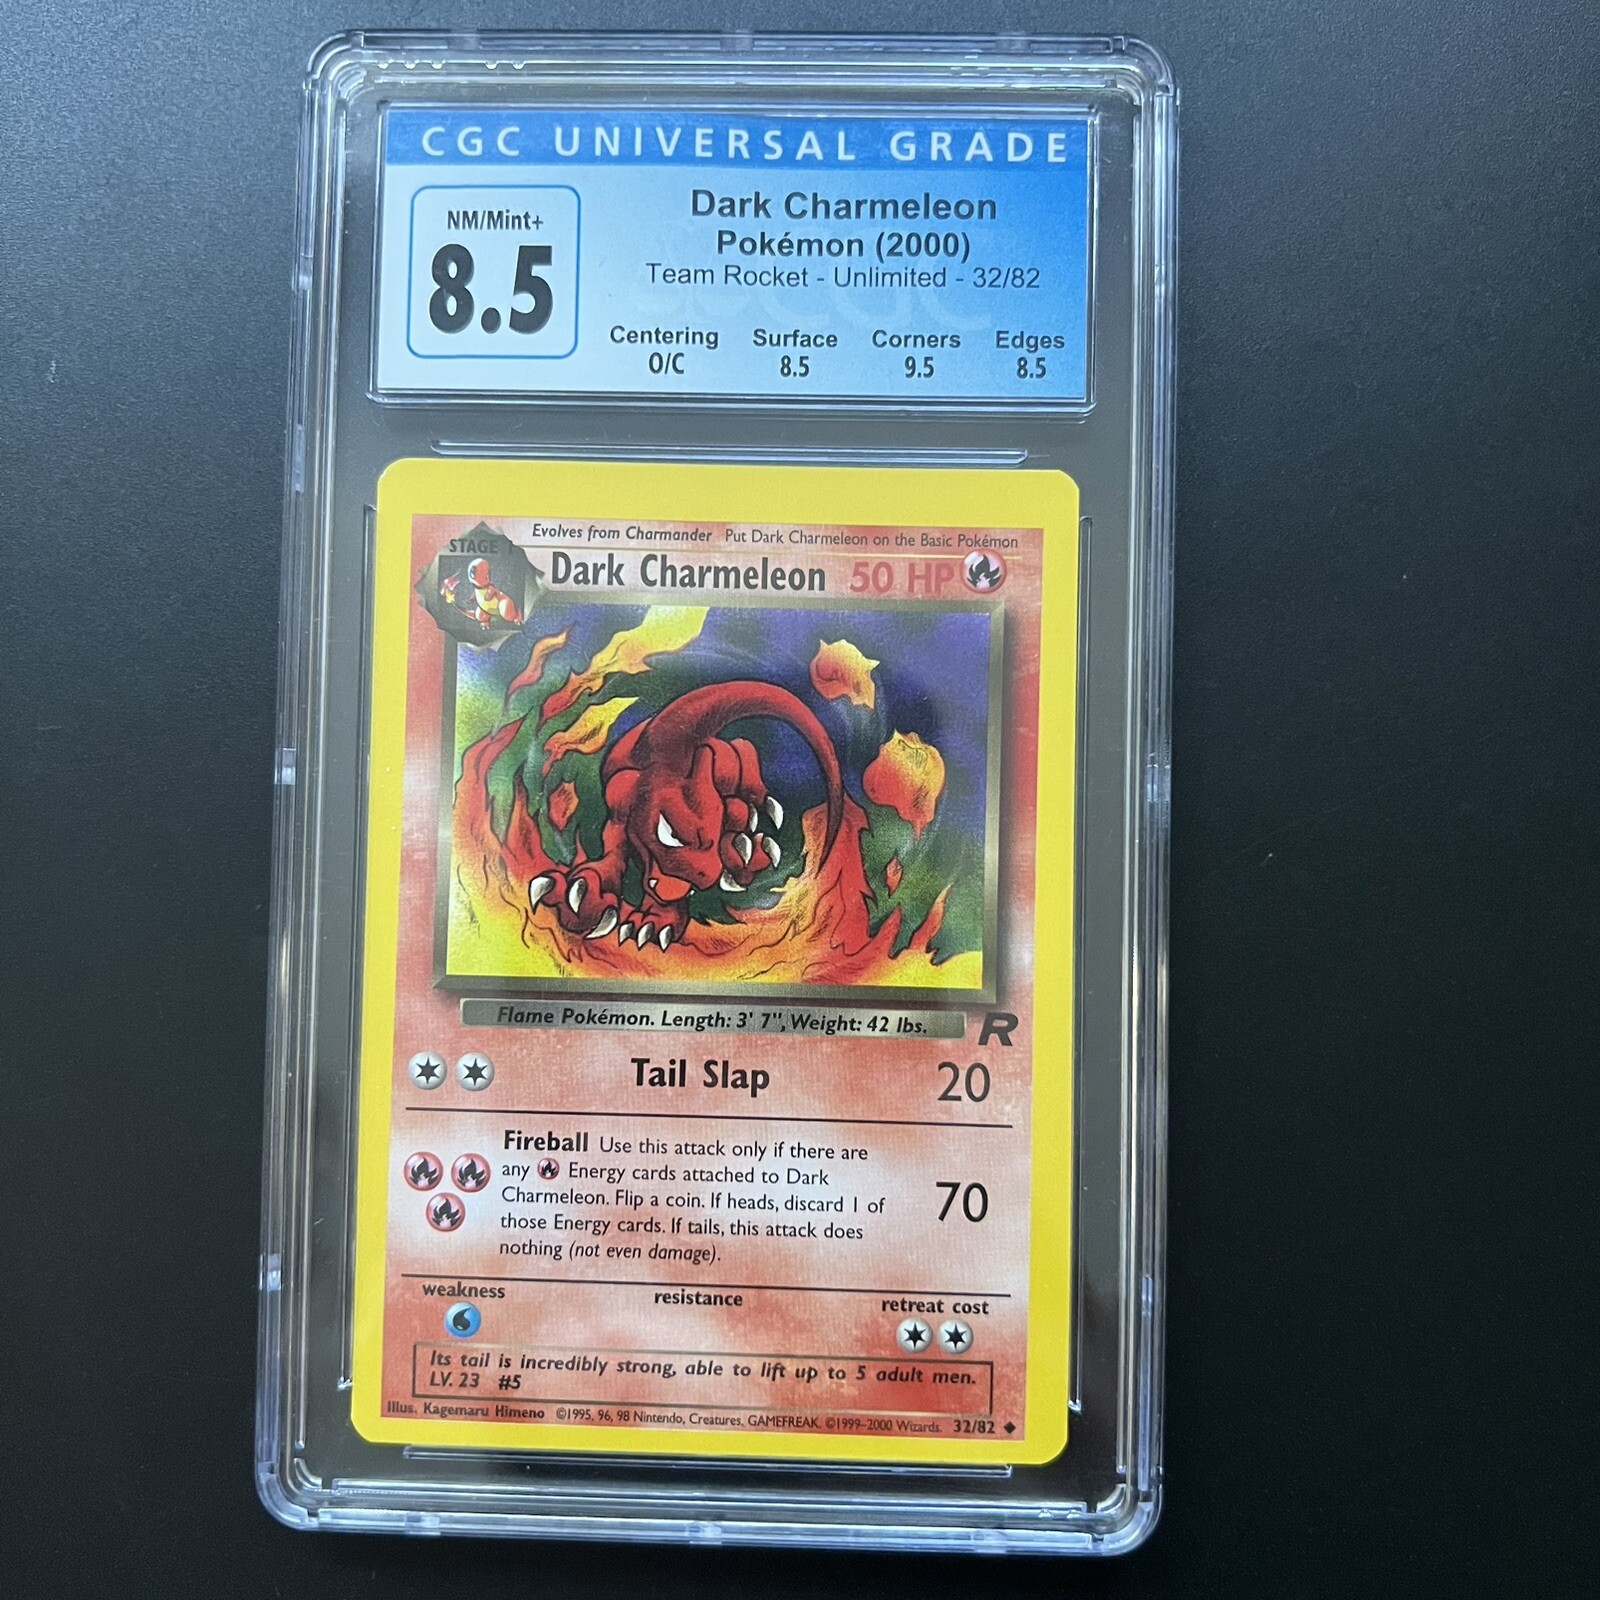 CGC UNIVERSAL GRADE
NM/Mint+
8.5
Dark Charmeleon
Pokémon (2000)
Team Rocket - Unlimited - 32/82
Centering Surface Corners Edges
O/C 8.5 9.5 8.5
Evolves from Charmander Put Dark Charmeleon on the Basic Pokémon
STAGE 1
Dark Charmeleon 50 HP
Flame Pokémon. Length: 3' 7", Weight: 42 lbs.
R
Tail Slap 20
Fireball Use this attack only if there are
any Energy cards attached to Dark
Charmeleon. Flip a coin. If heads, discard 1 of
those Energy cards. If tails, this attack does
nothing (not even damage).
70
weakness resistance retreat cost
Its tail is incredibly strong, able to lift up to 5 adult men.
LV. 23 #5
Illus. Kagemaru Himeno ©1995, 96, 98 Nintendo, Creatures, GAMEFREAK. ©1999-2000 Wizards. 32/82